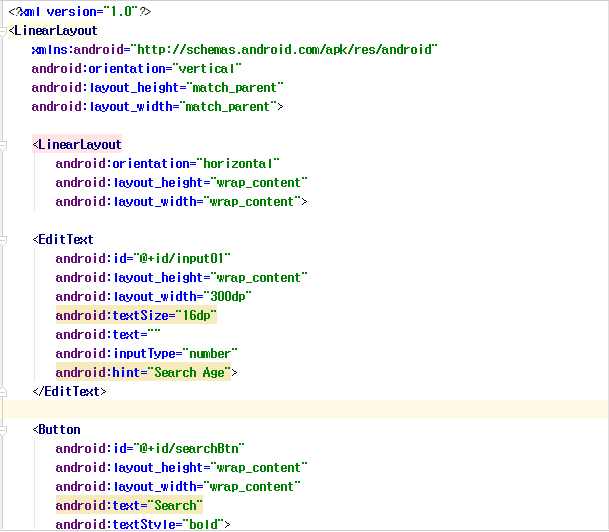 <?xml version="1.0"?>
<LinearLayout
xmlns:android="http://schemas.android.com/apk/res/android"
android:orientation="vertical"
android:layout_height="match_parent"
android:layout_width="match_parent">
<LinearLayout
android:orientation="horizontal"
android:layout_height="wrap_content"
android:layout_width="wrap_content">
<EditText
android:id="@+id/input01"
android:layout_height="wrap_content"
android:layout_width="300dp"
android:textSize="16dp"
android:text=""
android:inputType="number"
android:hint="Search Age">
</EditText>
<Button
android:id="@+id/searchBtn"
android:layout_height="wrap_content"
android:layout_width="wrap_content"
android:text="Search"
android:textStyle="bold">